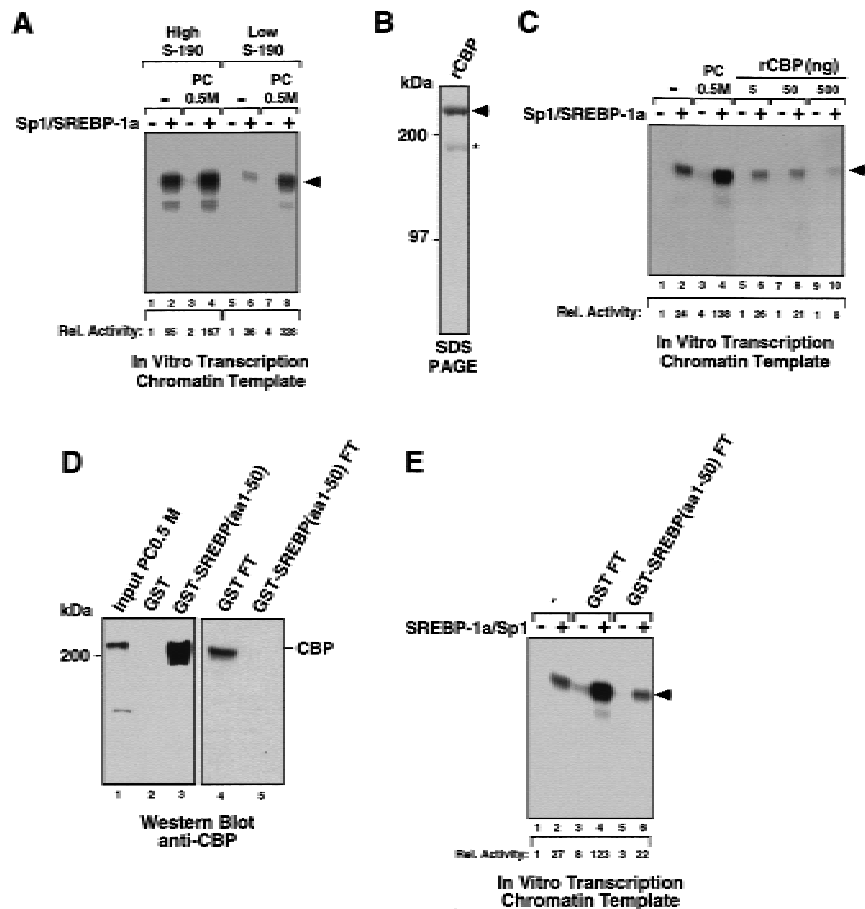 A
High Low
S-190 S-190
PC PC
- 0.5M - 0.5M
Sp1/SREBP-1a - + - + - + - +
1 2 3 4 5 6 7 8
Rel. Activity: 1 95 2 167 1 36 4 328
In Vitro Transcription
Chromatin Template
B
rCBP
kDa
200
*
97
SDS
PAGE
C
PC rCBP(ng)
- 0.5M 5 50 500
Sp1/SREBP-1a - + - + - + - + - +
1 2 3 4 5 6 7 8 9 10
Rel. Activity: 1 24 4 138 1 26 1 21 1 8
In Vitro Transcription
Chromatin Template
D
Input PC0.5 M
GST
GST-SREBP(aa1-50)
GST FT
GST-SREBP(aa1-50) FT
kDa
200
CBP
1 2 3 4 5
Western Blot
anti-CBP
E
-
GST FT
GST-SREBP(aa1-50) FT
SREBP-1a/Sp1 - + - + - +
1 2 3 4 5 6
Rel. Activity: 1 27 6 123 3 22
In Vitro Transcription
Chromatin Template